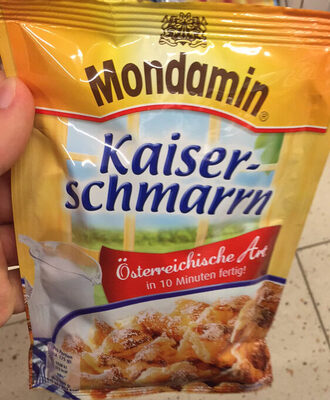 Mondamin®
Kaiser-
schmarrn
Österreichische Art
in 10 Minuten fertig!